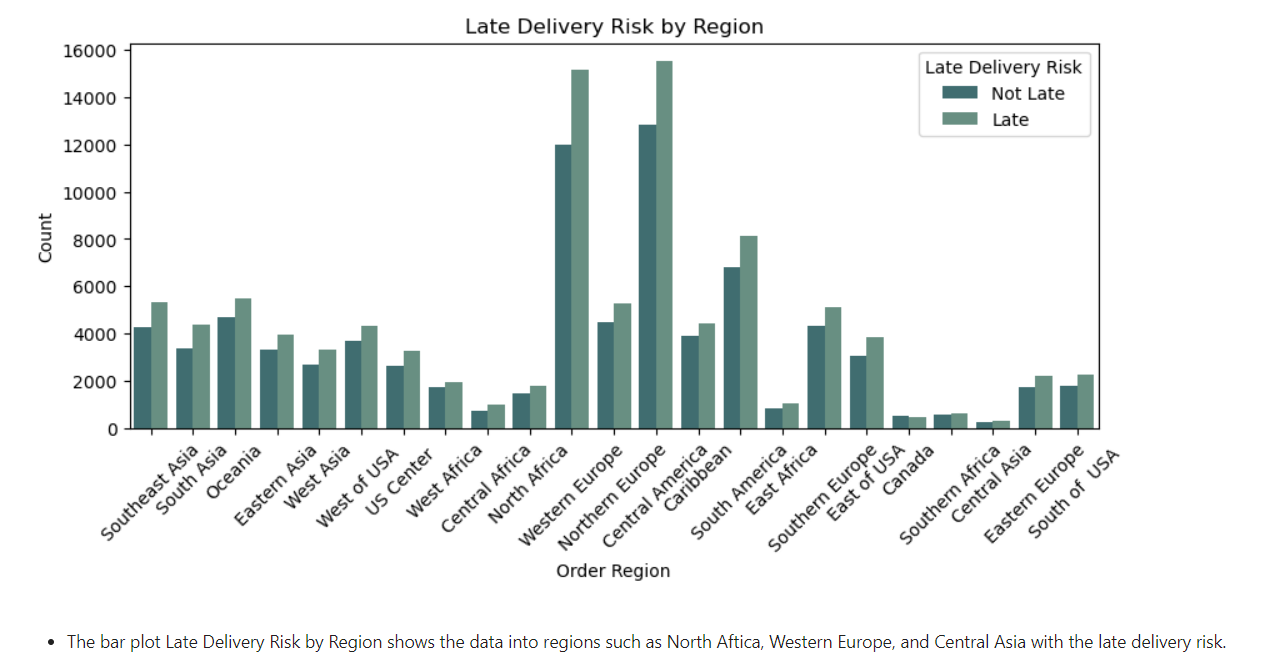 Late Delivery Risk by Region
Late Delivery Risk
Not Late
Late
16000
14000
12000
10000
8000
6000
4000
2000
0
Count
Southeast Asia
South Asia
Oceania
Eastern Asia
West Asia
West of USA
US Center
West Africa
Central Africa
North Africa
Western Europe
Northern Europe
Central America
Caribbean
South America
East Africa
Southern Europe
East of USA
Canada
Southern Africa
Central Asia
Eastern Europe
South of  USA
Order Region
• The bar plot Late Delivery Risk by Region shows the data into regions such as North Aftica, Western Europe, and Central Asia with the late delivery risk.